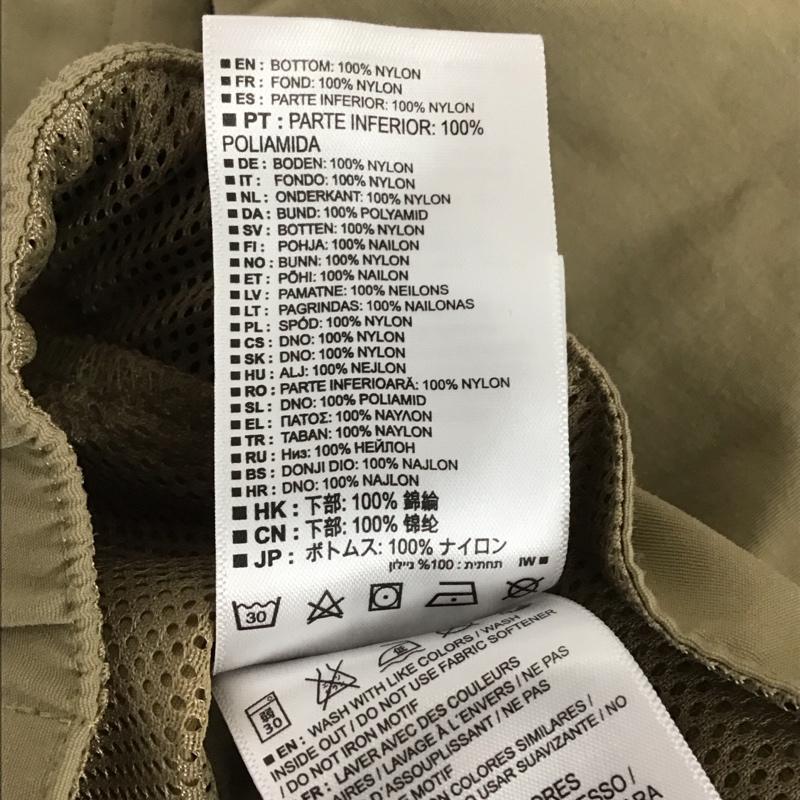 ■ EN : BOTTOM: 100% NYLON
■ FR : FOND: 100% NYLON
■ ES : PARTE INFERIOR: 100% NYLON
■ PT : PARTE INFERIOR: 100%
POLIAMIDA
■ DE : BODEN: 100% NYLON
■ IT : FONDO: 100% NYLON
■ NL : ONDERKANT: 100% NYLON
■ DA : BUND: 100% POLYAMID
■ SV : BOTTEN: 100% NYLON
■ FI : POHJA: 100% NAILON
■ NO : BUNN: 100% NYLON
■ ET : PÕHI: 100% NAILON
■ LV : PAMATNE: 100% NEILONS
■ LT : PAGRINDAS: 100% NAILONAS
■ PL : SPÓD: 100% NYLON
■ CS : DNO: 100% NYLON
■ SK : DNO: 100% NYLON
■ HU : ALJ: 100% NEJLON
■ RO : PARTE INFERIOARĂ: 100% NYLON
■ SL : DNO: 100% POLIAMID
■ EL : ΠΑΤΟΣ: 100% ΝΑΥΛΟΝ
■ TR : TABAN: 100% NAYLON
■ RU : Низ: 100% НЕЙЛОН
■ BS : DONJI DIO: 100% NAJLON
■ HR : DNO: 100% NAJLON
■ HK : 下部: 100% 錦綸
■ CN : 下部: 100% 锦纶
■ JP : ボトムス: 100% ナイロン
■ IW תחתית : 100% ניילון
30
弱
30
■ EN : WASH WITH LIKE COLORS / WASH
INSIDE OUT / DO NOT USE FABRIC SOFTENER
/ DO NOT IRON MOTIF
■ FR : LAVER AVEC DES COULEURS
SIMILAIRES / LAVAGE À L'ENVERS / NE PAS
D'ASSOUPLISSANT / NE PAS
MOTIF
COLORES SIMILARES /
USAR SUAVIZANTE / NO